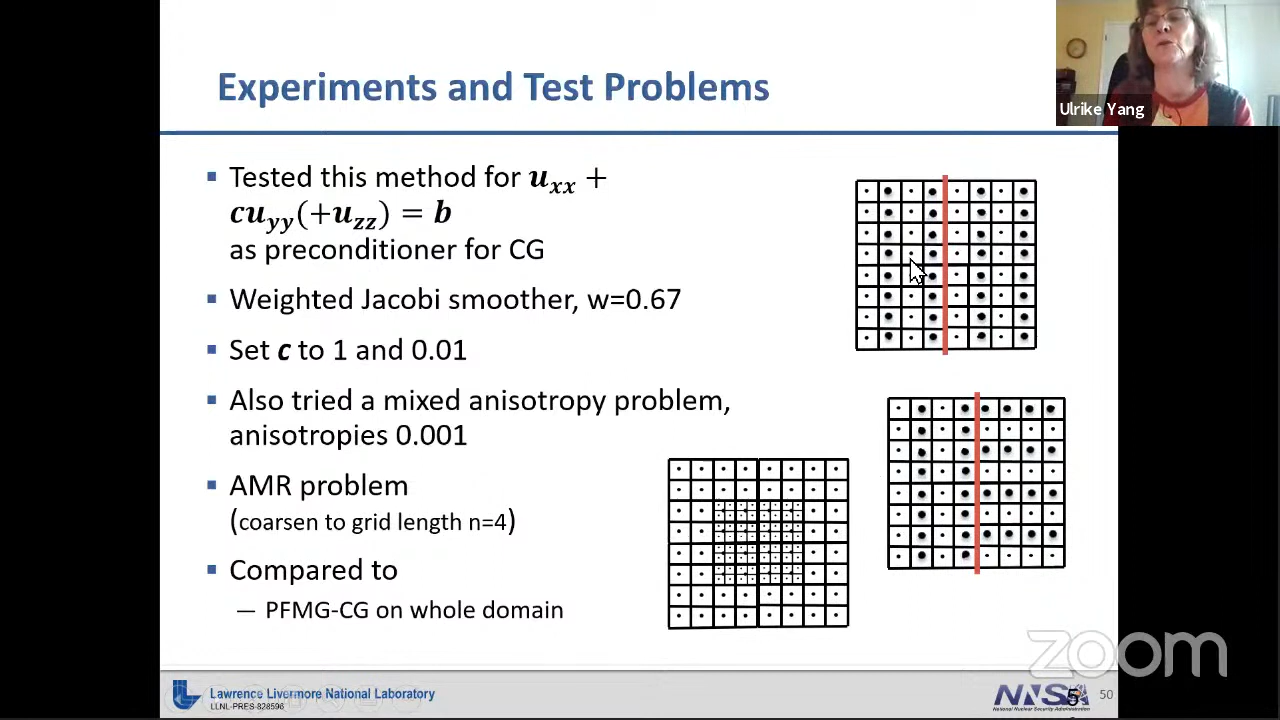 Experiments and Test Problems
Ulrike Yang
▪ Tested this method for u_xx +
cu_yy(+u_zz) = b
as preconditioner for CG
▪ Weighted Jacobi smoother, w=0.67
▪ Set c to 1 and 0.01
▪ Also tried a mixed anisotropy problem,
anisotropies 0.001
▪ AMR problem
(coarsen to grid length n=4)
▪ Compared to
— PFMG-CG on whole domain
zoom
Lawrence Livermore National Laboratory
LLNL-PRES-828596
NNSA
National Nuclear Security Administration
5
50